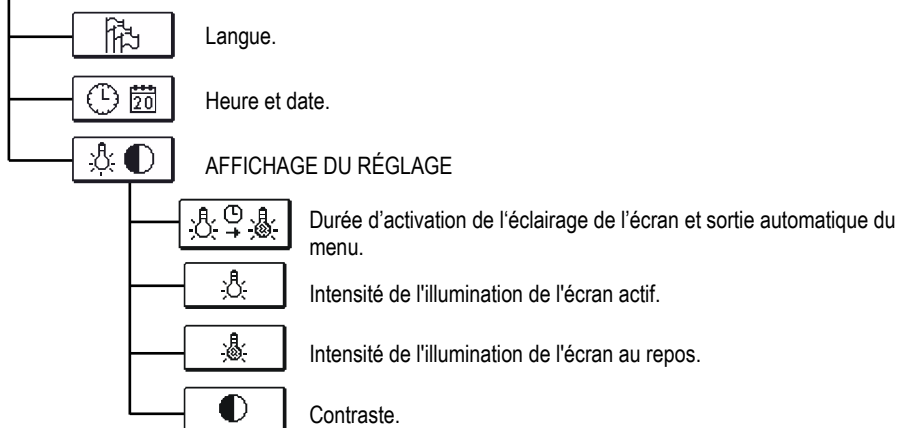 Langue.
20
Heure et date.
AFFICHAGE DU RÉGLAGE
Durée d’activation de l‘éclairage de l’écran et sortie automatique du
menu.
Intensité de l'illumination de l'écran actif.
Intensité de l'illumination de l'écran au repos.
Contraste.